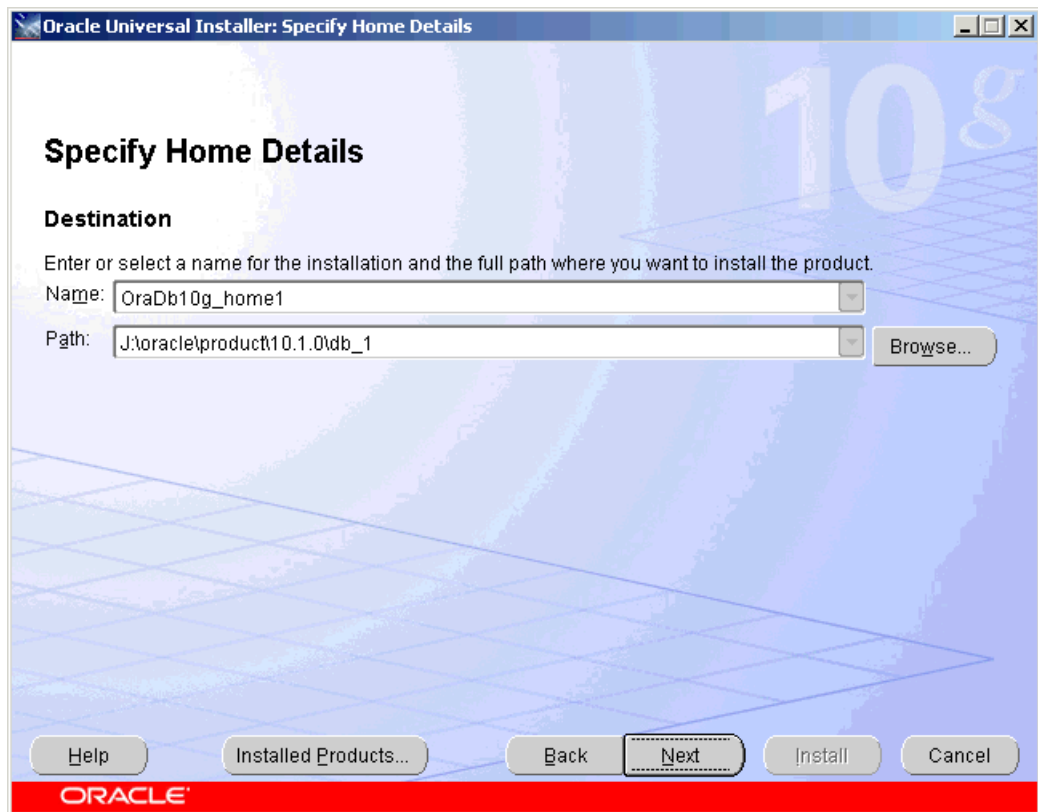 Oracle Universal Installer: Specify Home Details
10g
Specify Home Details
Destination
Enter or select a name for the installation and the full path where you want to install the product.
Name: OraDb10g_home1
Path: J:\oracle\product\10.1.0\db_1 Browse...
Help Installed Products... Back Next Install Cancel
ORACLE